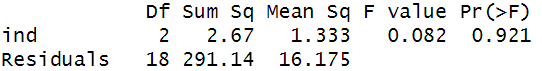 Df Sum Sq Mean Sq F value Pr(>F)
ind 2 2.67 1.333 0.082 0.921
Residuals 18 291.14 16.175